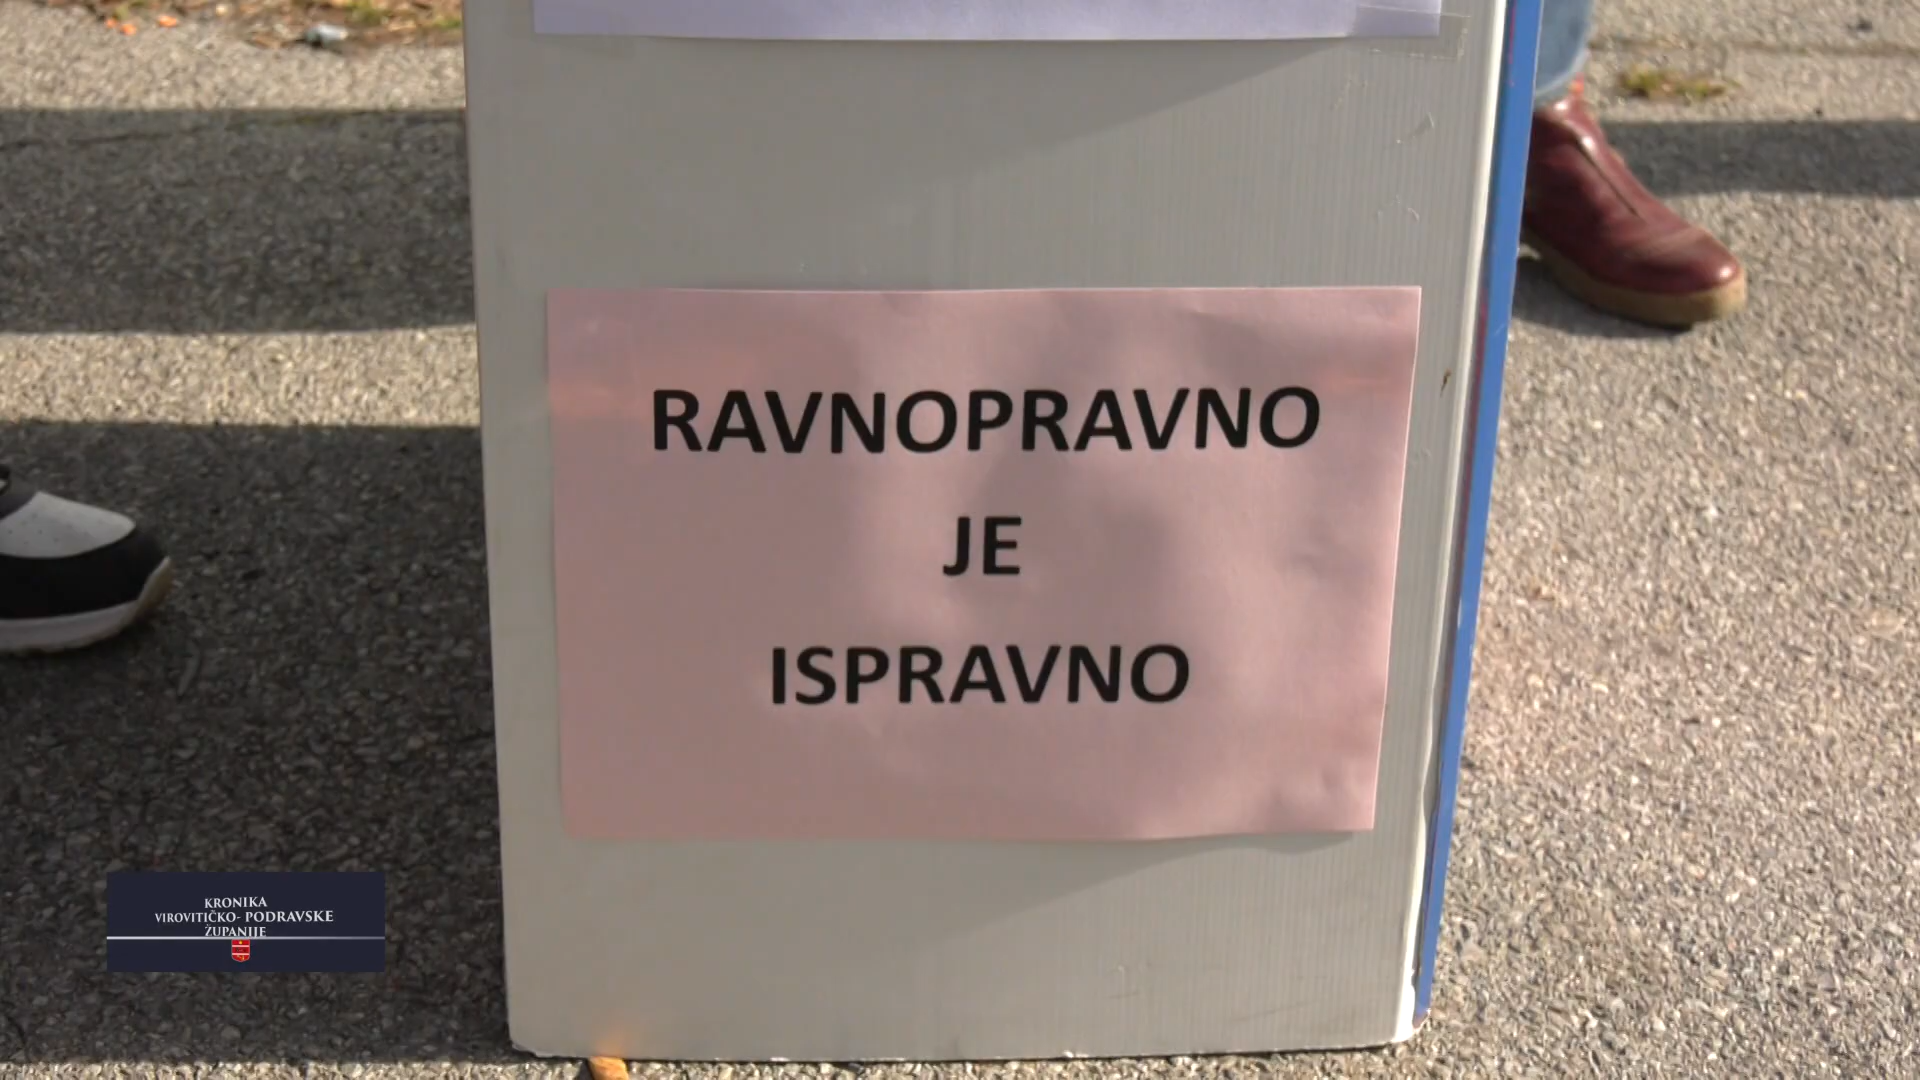 RAVNOPRAVNO
JE
ISPRAVNO
KRONIKA
VIROVITIČKO- PODRAVSKE
ŽUPANIJE